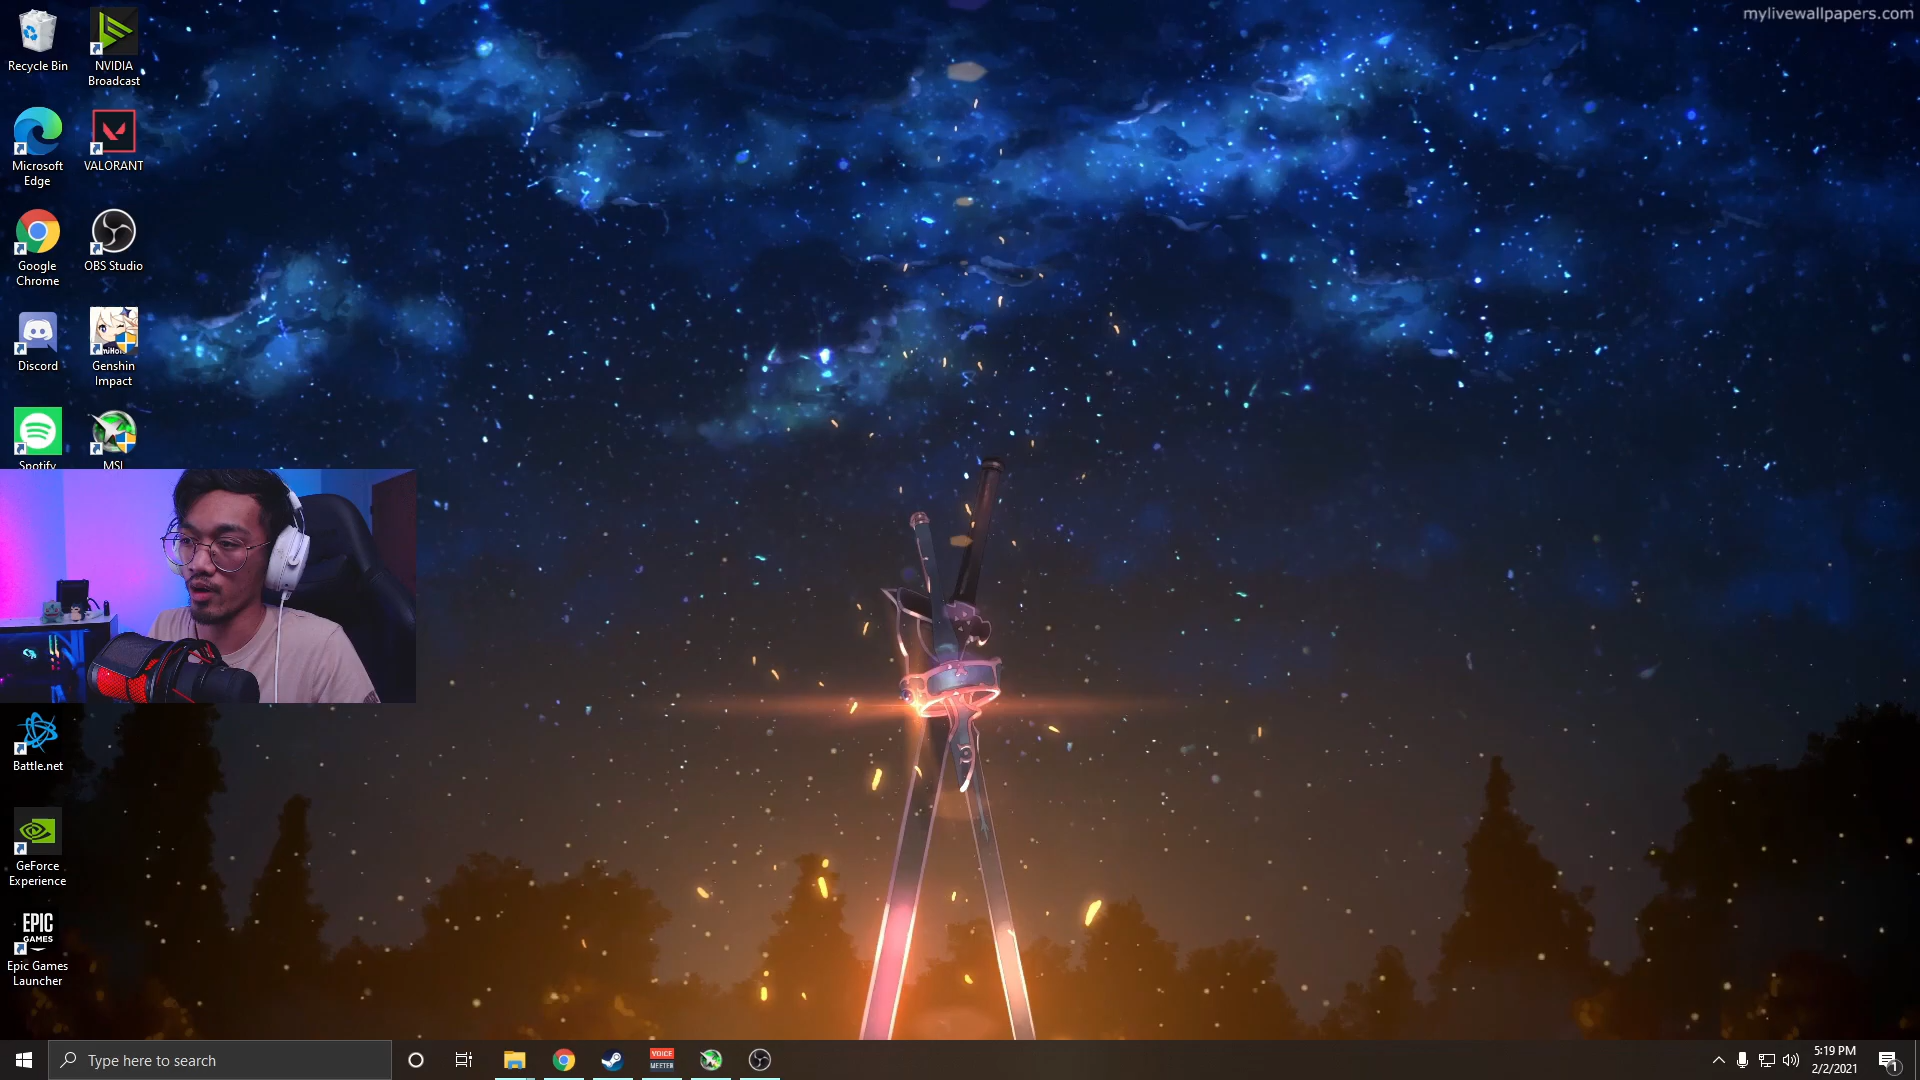 mylivewallpapers.com
Recycle Bin
NVIDIA
Broadcast
Microsoft
Edge
VALORANT
Google
Chrome
OBS Studio
Discord
Genshin
Impact
Spotify
MSI
Battle.net
GeForce
Experience
EPIC
GAMES
Epic Games
Launcher
Type here to search
VOICE
MEETER
5:19 PM
2/2/2021
1